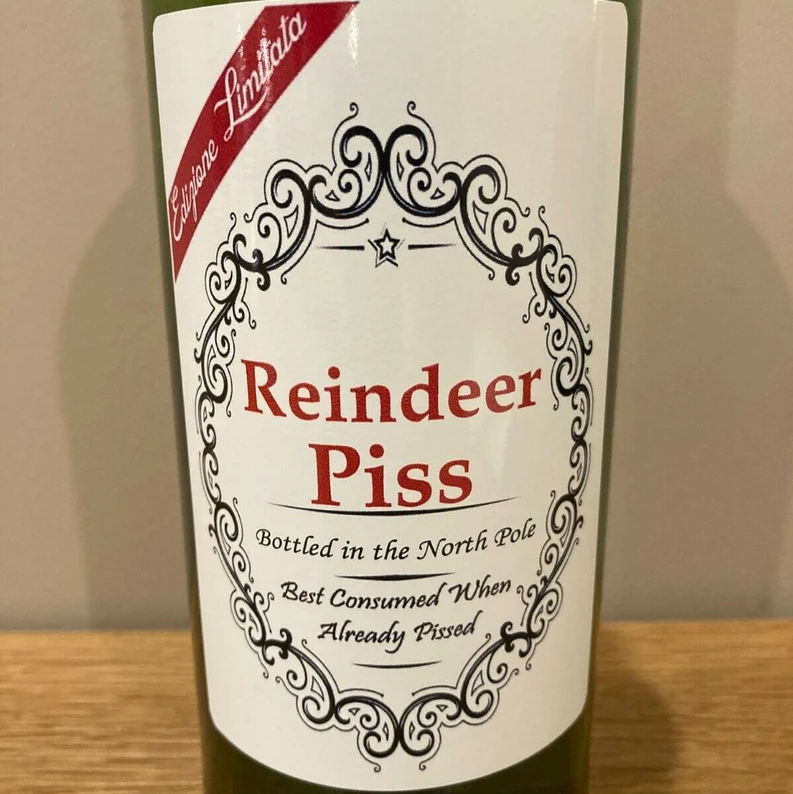 Edizione Limitata
Reindeer
Piss
Bottled in the North Pole
Best Consumed When
Already Pissed